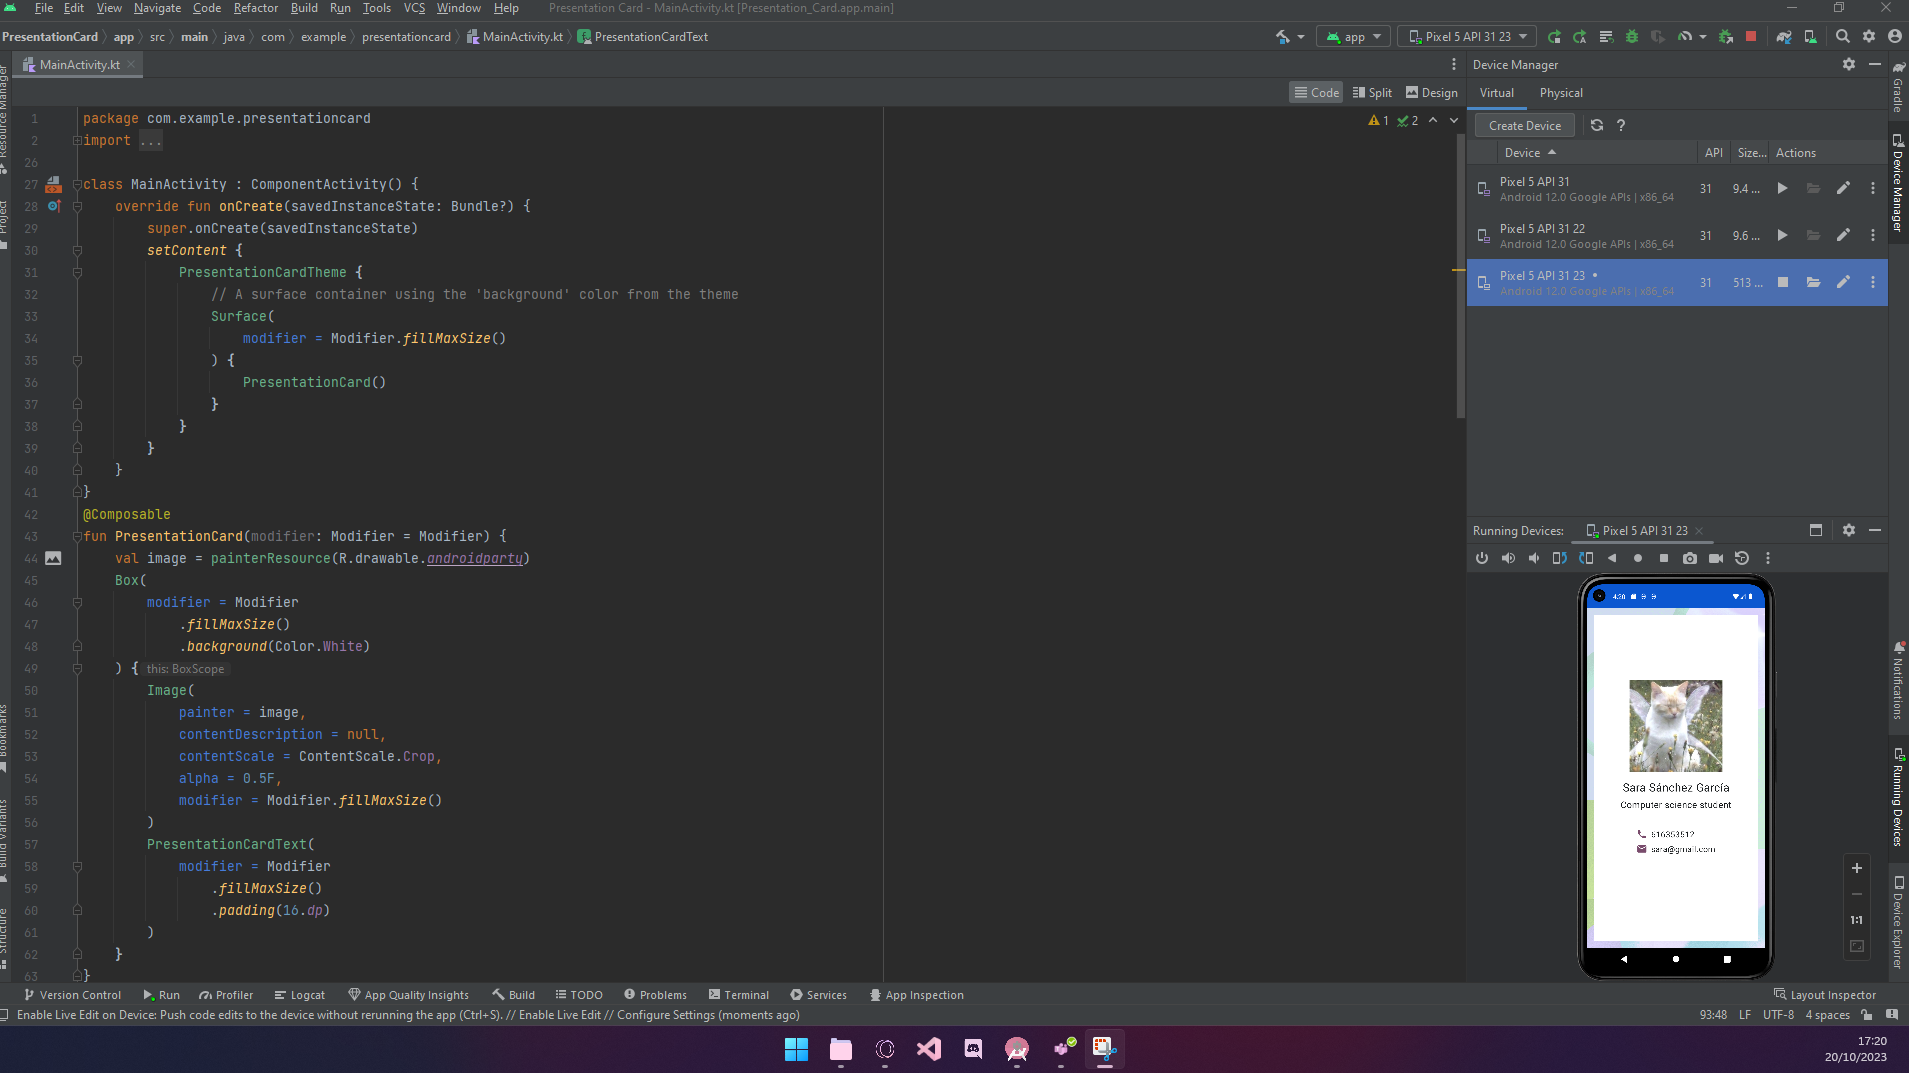 File Edit View Navigate Code Refactor Build Run Tools VCS Window Help Presentation Card - MainActivity.kt [Presentation_Card.app.main]
PresentationCard app src main java com example presentationcard MainActivity.kt PresentationCardText app Pixel 5 API 31 23
MainActivity.kt
Code Split Design
1 package com.example.presentationcard
2 import ...
26
27 class MainActivity : ComponentActivity() {
28 override fun onCreate(savedInstanceState: Bundle?) {
29 super.onCreate(savedInstanceState)
30 setContent {
31 PresentationCardTheme {
32 // A surface container using the 'background' color from the theme
33 Surface(
34 modifier = Modifier.fillMaxSize()
35 ) {
36 PresentationCard()
37 }
38 }
39 }
40 }
41 }
42 @Composable
43 fun PresentationCard(modifier: Modifier = Modifier) {
44 val image = painterResource(R.drawable.androidparty)
45 Box(
46 modifier = Modifier
47 .fillMaxSize()
48 .background(Color.White)
49 ) { this: BoxScope
50 Image(
51 painter = image,
52 contentDescription = null,
53 contentScale = ContentScale.Crop,
54 alpha = 0.5F,
55 modifier = Modifier.fillMaxSize()
56 )
57 PresentationCardText(
58 modifier = Modifier
59 .fillMaxSize()
60 .padding(16.dp)
61 )
62 }
63 }
1 2
Device Manager
Virtual Physical
Create Device ?
Device API Size... Actions
Pixel 5 API 31
Android 12.0 Google APIs | x86_64
31 9.4 ...
Pixel 5 API 31 22
Android 12.0 Google APIs | x86_64
31 9.6 ...
Pixel 5 API 31 23
Android 12.0 Google APIs | x86_64
31 513 ...
Running Devices: Pixel 5 API 31 23
4:20
Sara Sánchez García
Computer science student
616353512
sara@gmail.com
1:1
Resource Manager
Project
Bookmarks
Build Variants
Structure
Gradle
Device Manager
Notifications
Running Devices
Device Explorer
Version Control Run Profiler Logcat App Quality Insights Build TODO Problems Terminal Services App Inspection Layout Inspector
Enable Live Edit on Device: Push code edits to the device without rerunning the app (Ctrl+S). // Enable Live Edit // Configure Settings (moments ago) 93:48 LF UTF-8 4 spaces
17:20
20/10/2023